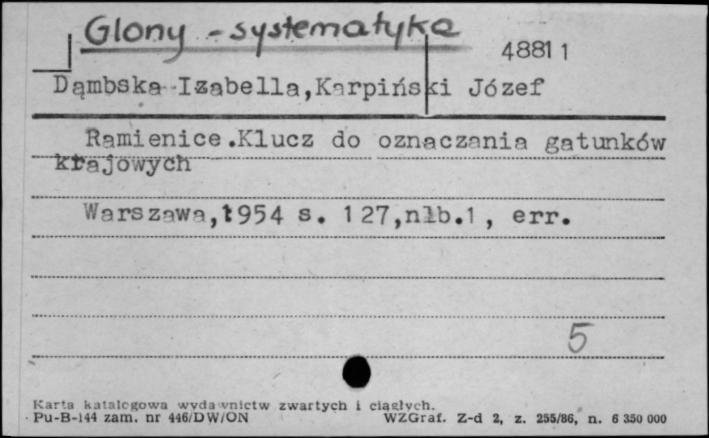 Glony - systematyka
48811
Dąmbska Izabella,Karpiński Józef
Ramienice.Klucz do oznaczania gatunków
krajowych
Warszawa,1954 s. 127,nlb.1, err.
5
Karta katalogowa wydawnictw zwartych i ciągłych.
Pu-B-144 zam. nr 446/DW/ON WZGraf. Z-d 2, z. 255/86, n. 6 350 000